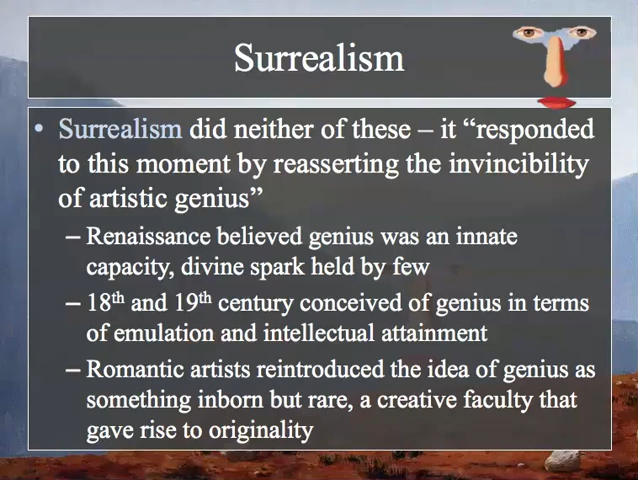 Surrealism
• Surrealism did neither of these – it “responded
to this moment by reasserting the invincibility
of artistic genius”
– Renaissance believed genius was an innate
capacity, divine spark held by few
– 18th and 19th century conceived of genius in terms
of emulation and intellectual attainment
– Romantic artists reintroduced the idea of genius as
something inborn but rare, a creative faculty that
gave rise to originality